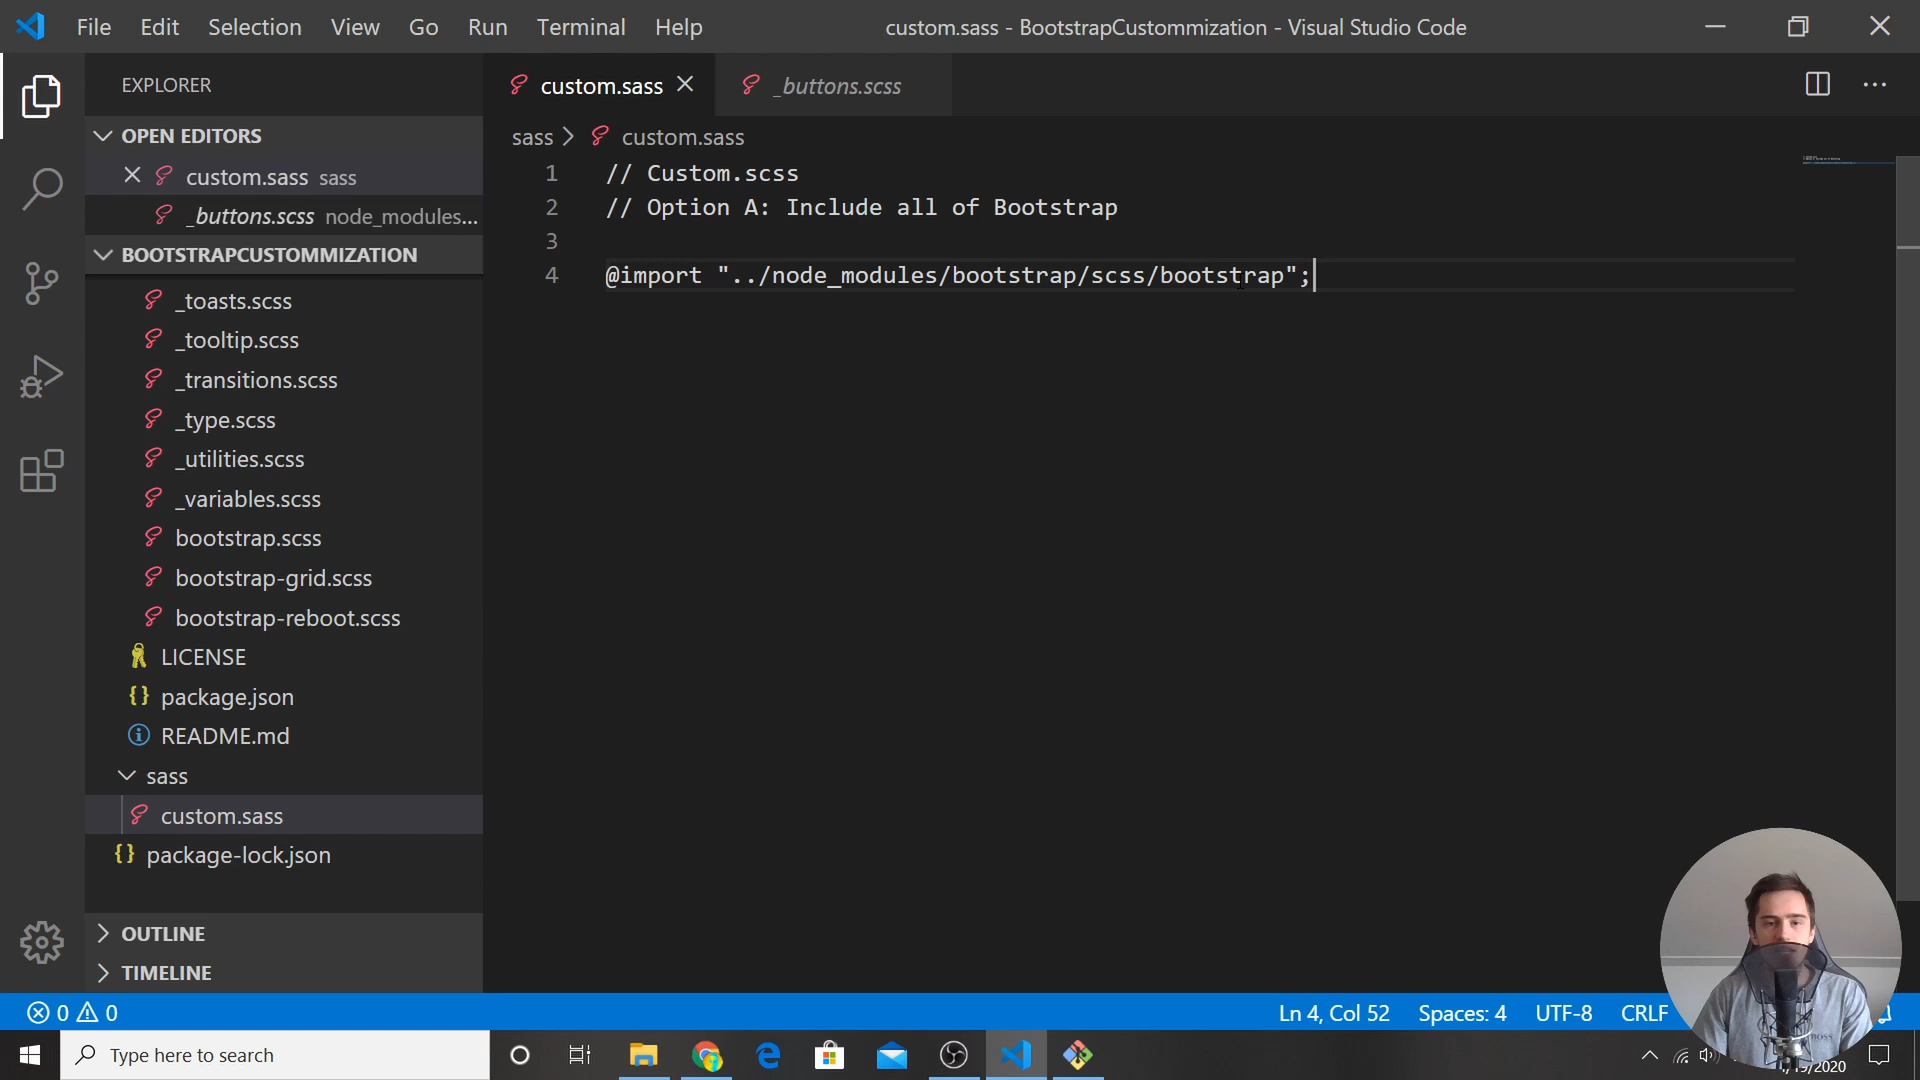 File Edit Selection View Go Run Terminal Help
custom.sass - BootstrapCustommization - Visual Studio Code
EXPLORER
OPEN EDITORS
custom.sass sass
_buttons.scss node_modules...
BOOTSTRAPCUSTOMMIZATION
_toasts.scss
_tooltip.scss
_transitions.scss
_type.scss
_utilities.scss
_variables.scss
bootstrap.scss
bootstrap-grid.scss
bootstrap-reboot.scss
LICENSE
package.json
README.md
sass
custom.sass
package-lock.json
OUTLINE
TIMELINE
custom.sass
_buttons.scss
sass > custom.sass
1 // Custom.scss
2 // Option A: Include all of Bootstrap
3
4 @import "../node_modules/bootstrap/scss/bootstrap";
0 0
Ln 4, Col 52 Spaces: 4 UTF-8 CRLF
Type here to search